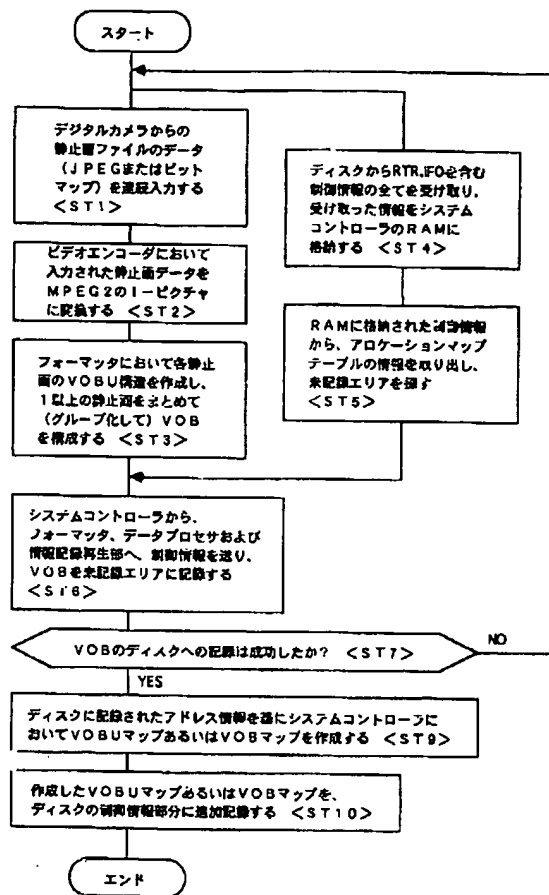 スタート
デジタルカメラからの
静止画ファイルのデータ
(JPEGまたはビット
マップ)を連続入力する
<ST1>
ビデオエンコーダにおいて
入力された静止画データを
MPEG2のI-ピクチャ
に変換する <ST2>
フォーマッタにおいて各静止
画のVOBU構造を作成し、
1以上の静止画をまとめて
(グループ化して)VOB
を構成する <ST3>
ディスクからRTR.IFOを含む
制御情報の全てを受け取り、
受け取った情報をシステム
コントローラのRAMに
格納する <ST4>
RAMに格納された制御情報
から、アロケーションマップ
テーブルの情報を取り出し、
未記録エリアを探す
<ST5>
システムコントローラから、
フォーマッタ、データプロセサおよび
情報記録再生部へ、制御情報を送り、
VOBを未記録エリアに記録する
<ST6>
VOBのディスクへの記録は成功したか? <ST7>
NO
YES
ディスクに記録されたアドレス情報を基にシステムコントローラに
おいてVOBUマップあるいはVOBマップを作成する <ST9>
作成したVOBUマップあるいはVOBマップを、
ディスクの制御情報部分に追加記録する <ST10>
エンド